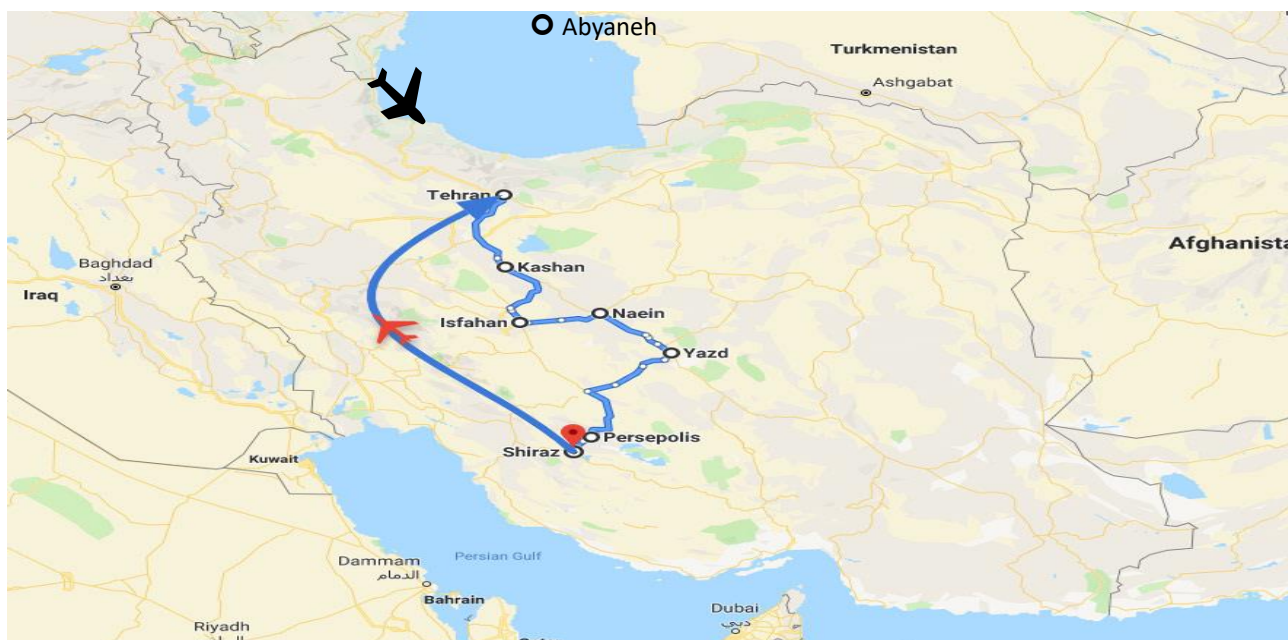 Abyaneh
Turkmenistan
Ashgabat
Tehran
Afghanista
Baghdad
بغداد
Kashan
Iraq
Naein
Isfahan
Yazd
Persepolis
Shiraz
Kuwait
Persian Gulf
Dammam
الدمام
Bahrain
Dubai
دبي
Riyadh